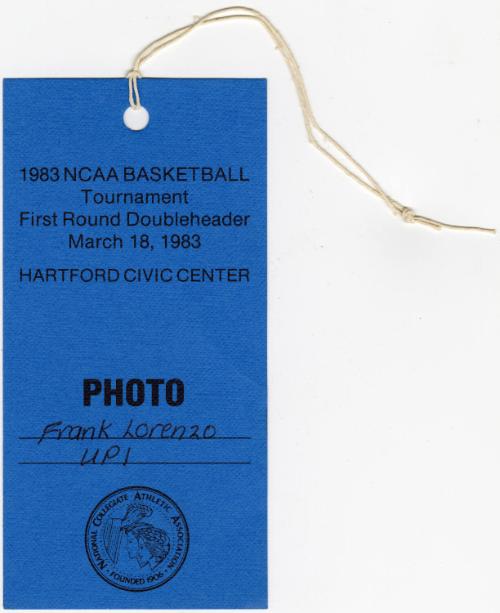 1983 NCAA BASKETBALL
Tournament
First Round Doubleheader
March 18, 1983
HARTFORD CIVIC CENTER
PHOTO
Frank Lorenzo
UPI
NATIONAL COLLEGIATE ATHLETIC ASSOCIATION
FOUNDED 1906